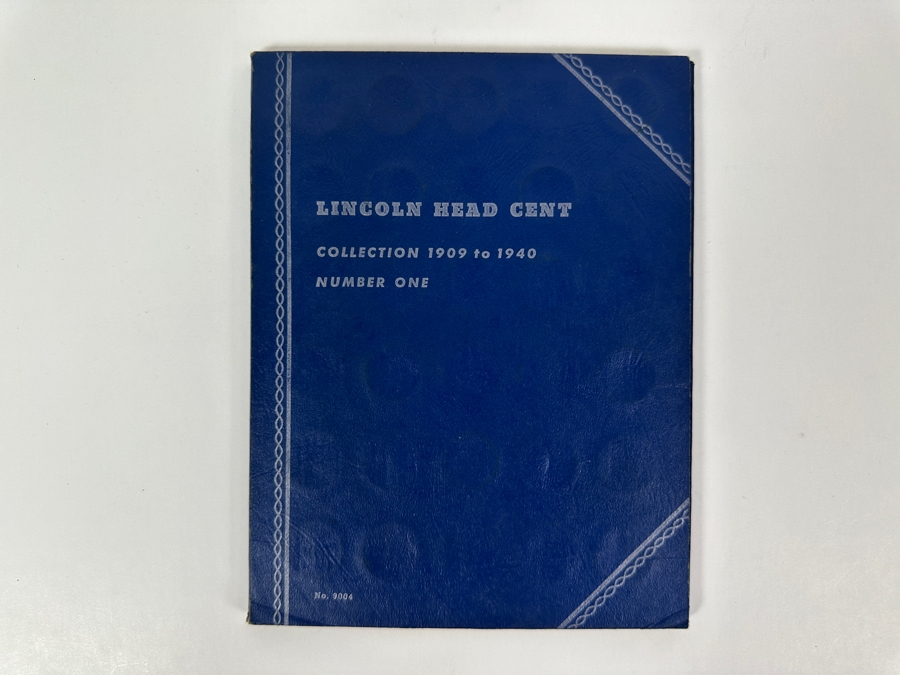 LINCOLN HEAD CENT
COLLECTION 1909 to 1940
NUMBER ONE
No. 9004